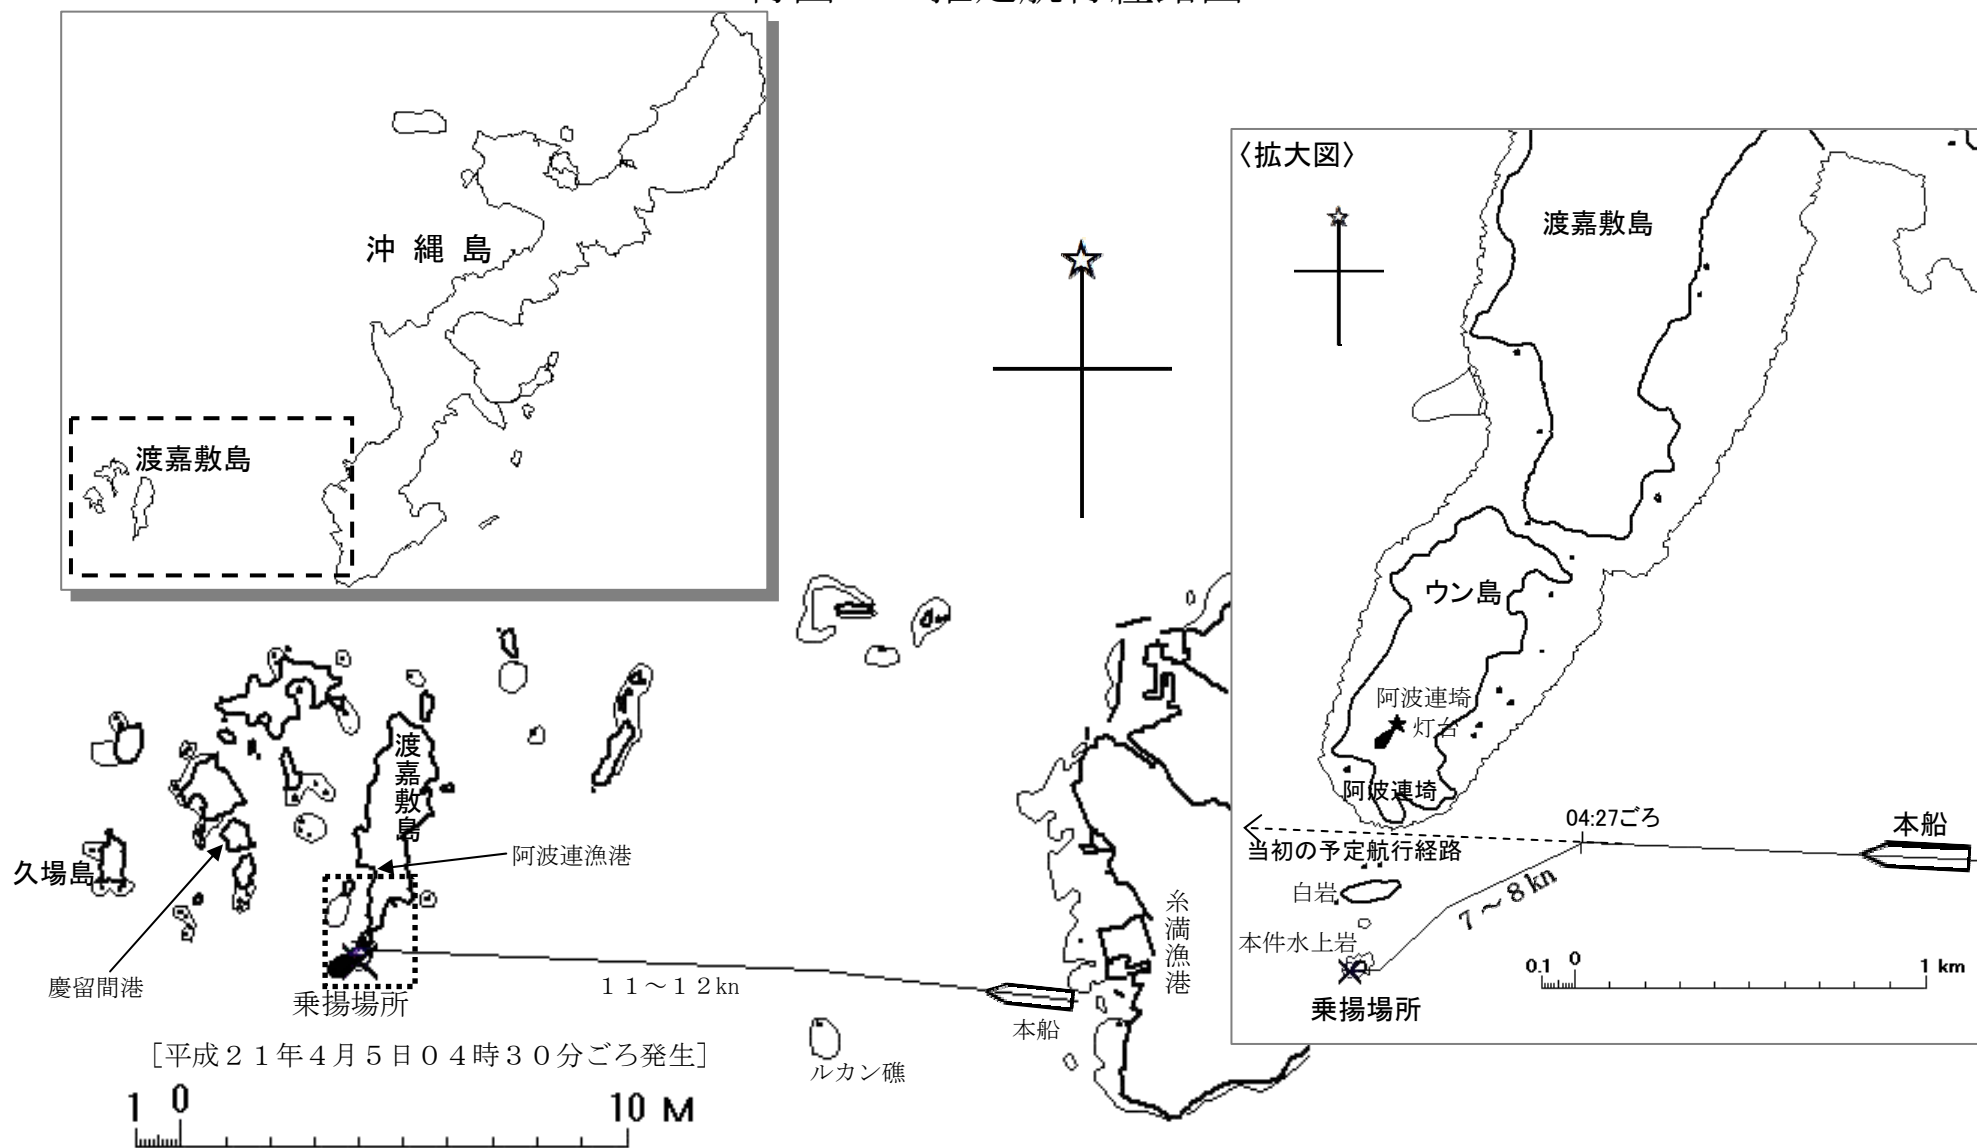 沖 縄 島
渡嘉敷島
〈拡大図〉
渡嘉敷島
ウン島
阿波連埼
灯台
阿波連埼
04:27ごろ
本船
当初の予定航行経路
7～8 kn
白岩
本件水上岩
乗揚場所
0.1 0 1 km
渡嘉敷島
阿波連漁港
久場島
慶留間港
乗揚場所
１１～１２kn
本船
糸満漁港
ルカン礁
［平成２１年４月５日０４時３０分ごろ発生］
1 0 10 M